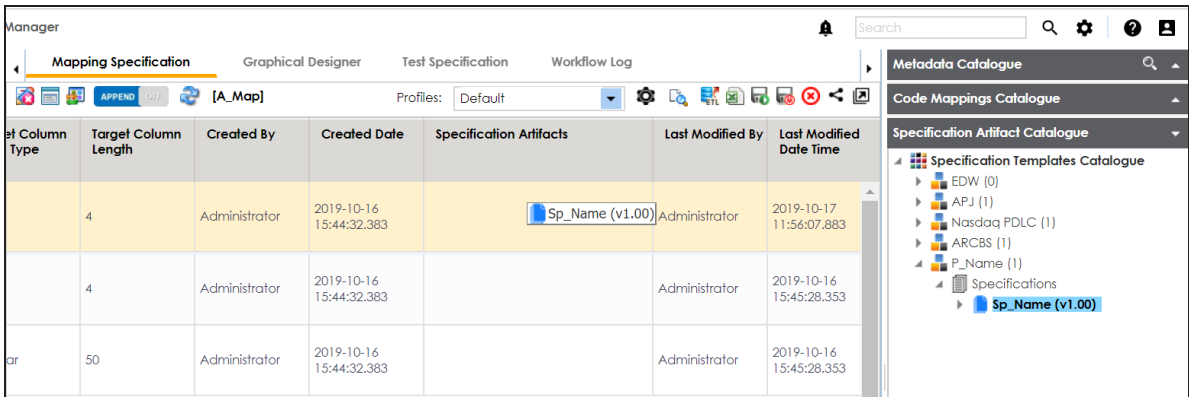 Manager
Search
Mapping Specification
Graphical Designer
Test Specification
Workflow Log
Metadata Catalogue
APPEND OFF
[A_Map]
Profiles: Default
ETL
Code Mappings Catalogue
Specification Artifact Catalogue
et Column Type
Target Column Length
Created By
Created Date
Specification Artifacts
Last Modified By
Last Modified Date Time
4
Administrator
2019-10-16
15:44:32.383
Sp_Name (v1.00)
Administrator
2019-10-17
11:56:07.883
4
Administrator
2019-10-16
15:44:32.383
Administrator
2019-10-16
15:45:28.353
ar
50
Administrator
2019-10-16
15:44:32.383
Administrator
2019-10-16
15:45:28.353
Specification Templates Catalogue
EDW (0)
APJ (1)
Nasdaq PDLC (1)
ARCBS (1)
P_Name (1)
Specifications
Sp_Name (v1.00)